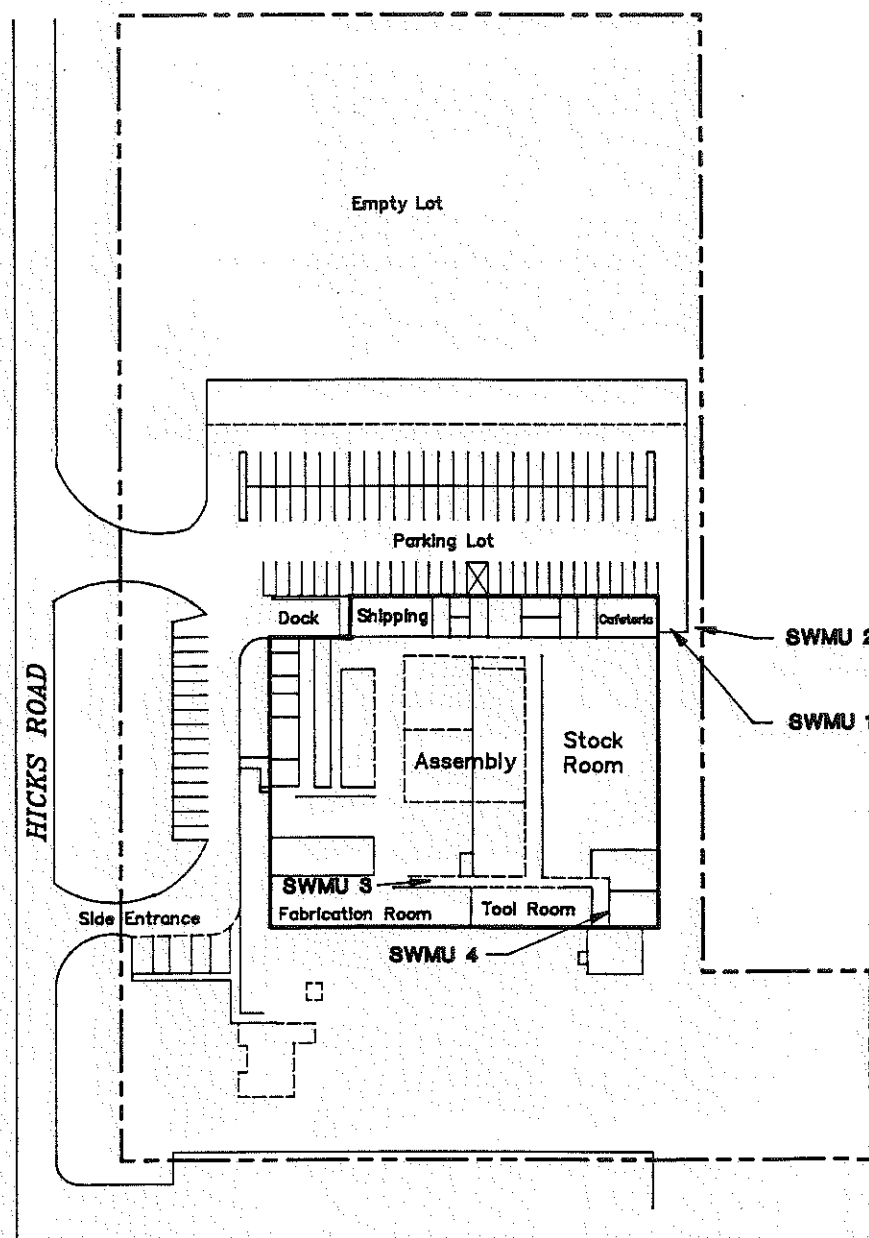 Empty Lot
Parking Lot
Dock
Shipping
Cafeteria
SWMU 2
SWMU 1
HICKS ROAD
Assembly
Stock
Room
SWMU 3
Side Entrance
Fabrication Room
Tool Room
SWMU 4